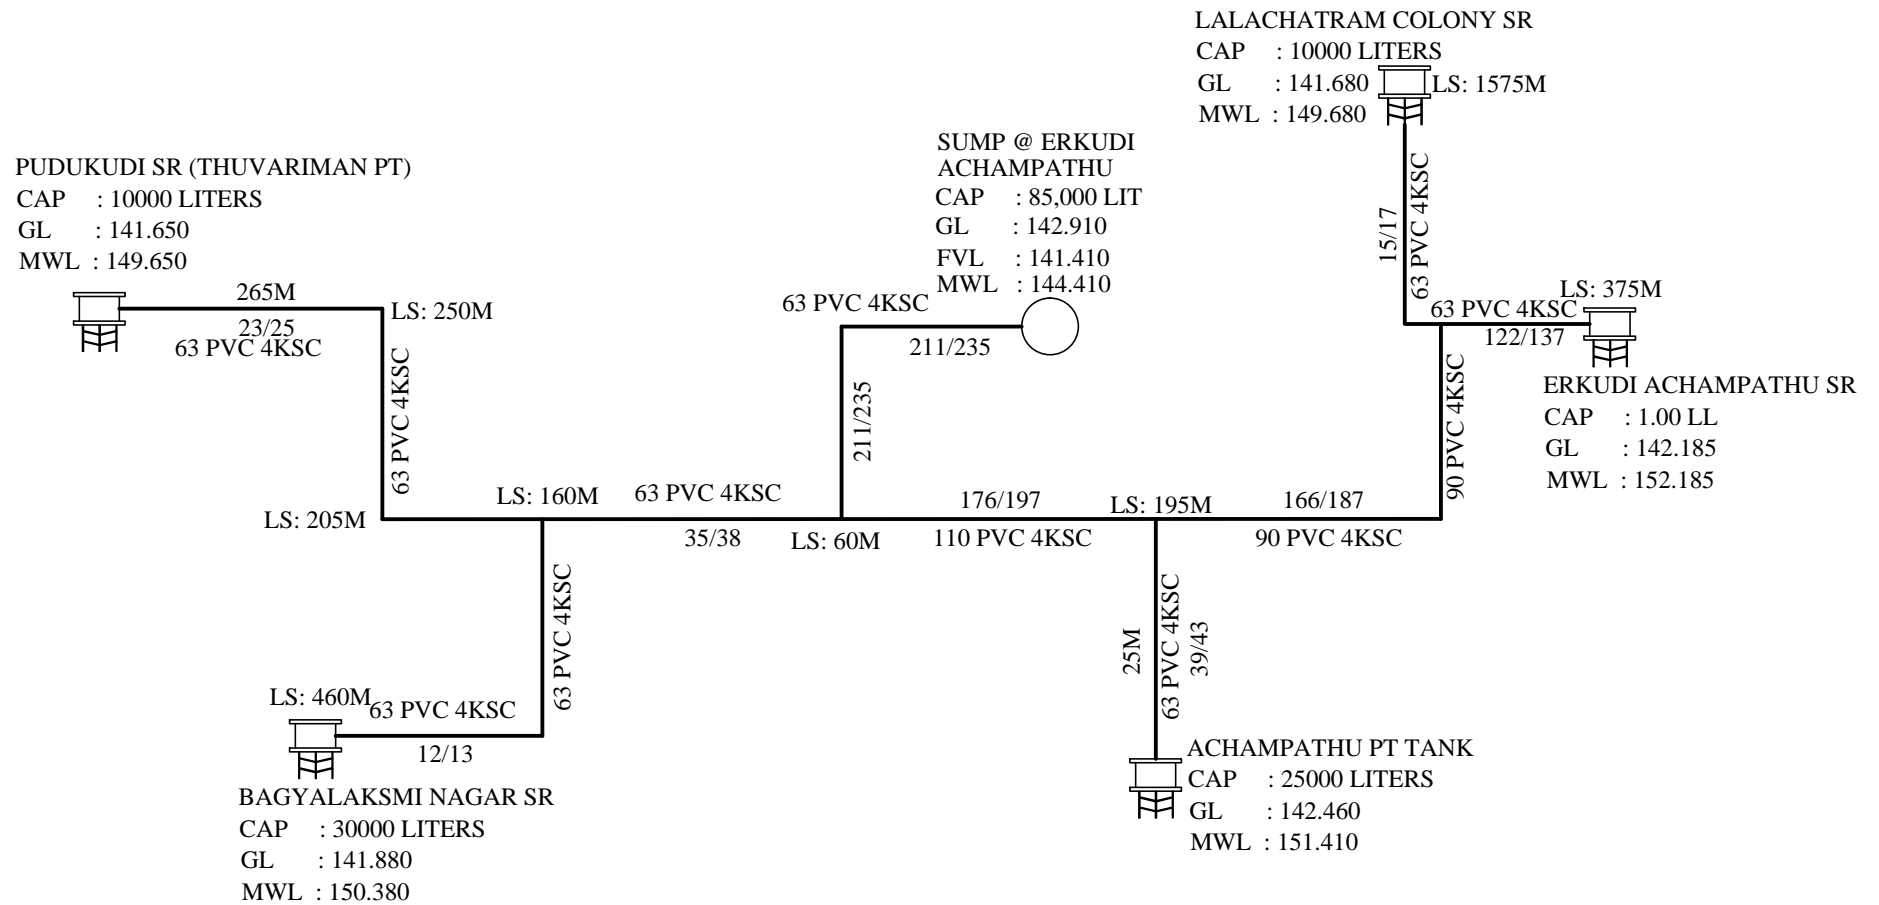 LALACHATRAM COLONY SR
CAP : 10000 LITERS
GL : 141.680
MWL : 149.680
LS: 1575M
63 PVC 4KSC
15/17
SUMP @ ERKUDI
ACHAMPATHU
CAP : 85,000 LIT
GL : 142.910
FVL : 141.410
MWL : 144.410
63 PVC 4KSC
211/235
211/235
PUDUKUDI SR (THUVARIMAN PT)
CAP : 10000 LITERS
GL : 141.650
MWL : 149.650
265M
23/25
63 PVC 4KSC
LS: 250M
63 PVC 4KSC
LS: 205M
LS: 160M
63 PVC 4KSC
35/38
LS: 60M
176/197
110 PVC 4KSC
LS: 195M
166/187
90 PVC 4KSC
90 PVC 4KSC
LS: 375M
63 PVC 4KSC
122/137
ERKUDI ACHAMPATHU SR
CAP : 1.00 LL
GL : 142.185
MWL : 152.185
63 PVC 4KSC
LS: 460M
63 PVC 4KSC
12/13
BAGYALAKSMI NAGAR SR
CAP : 30000 LITERS
GL : 141.880
MWL : 150.380
25M
63 PVC 4KSC
39/43
ACHAMPATHU PT TANK
CAP : 25000 LITERS
GL : 142.460
MWL : 151.410